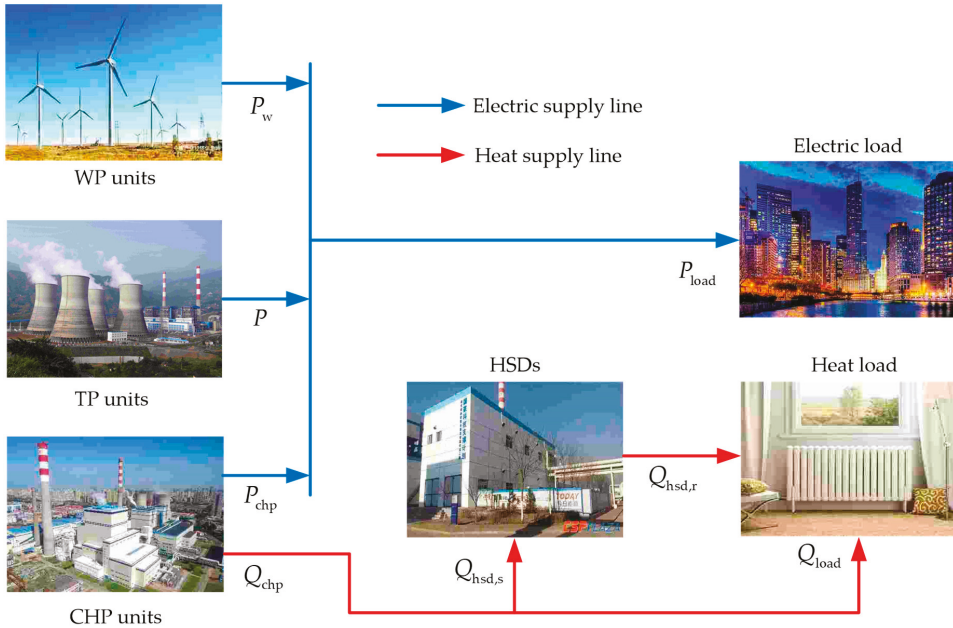 P_w
WP units
P
TP units
P_chp
Q_chp
CHP units
Electric supply line
Heat supply line
Electric load
P_load
HSDs
TODAY
Q_hsd,r
Q_hsd,s
Heat load
Q_load